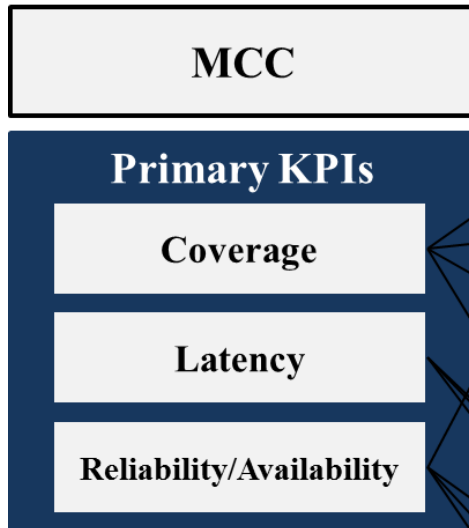 MCC
Primary KPIs
Coverage
Latency
Reliability/Availability